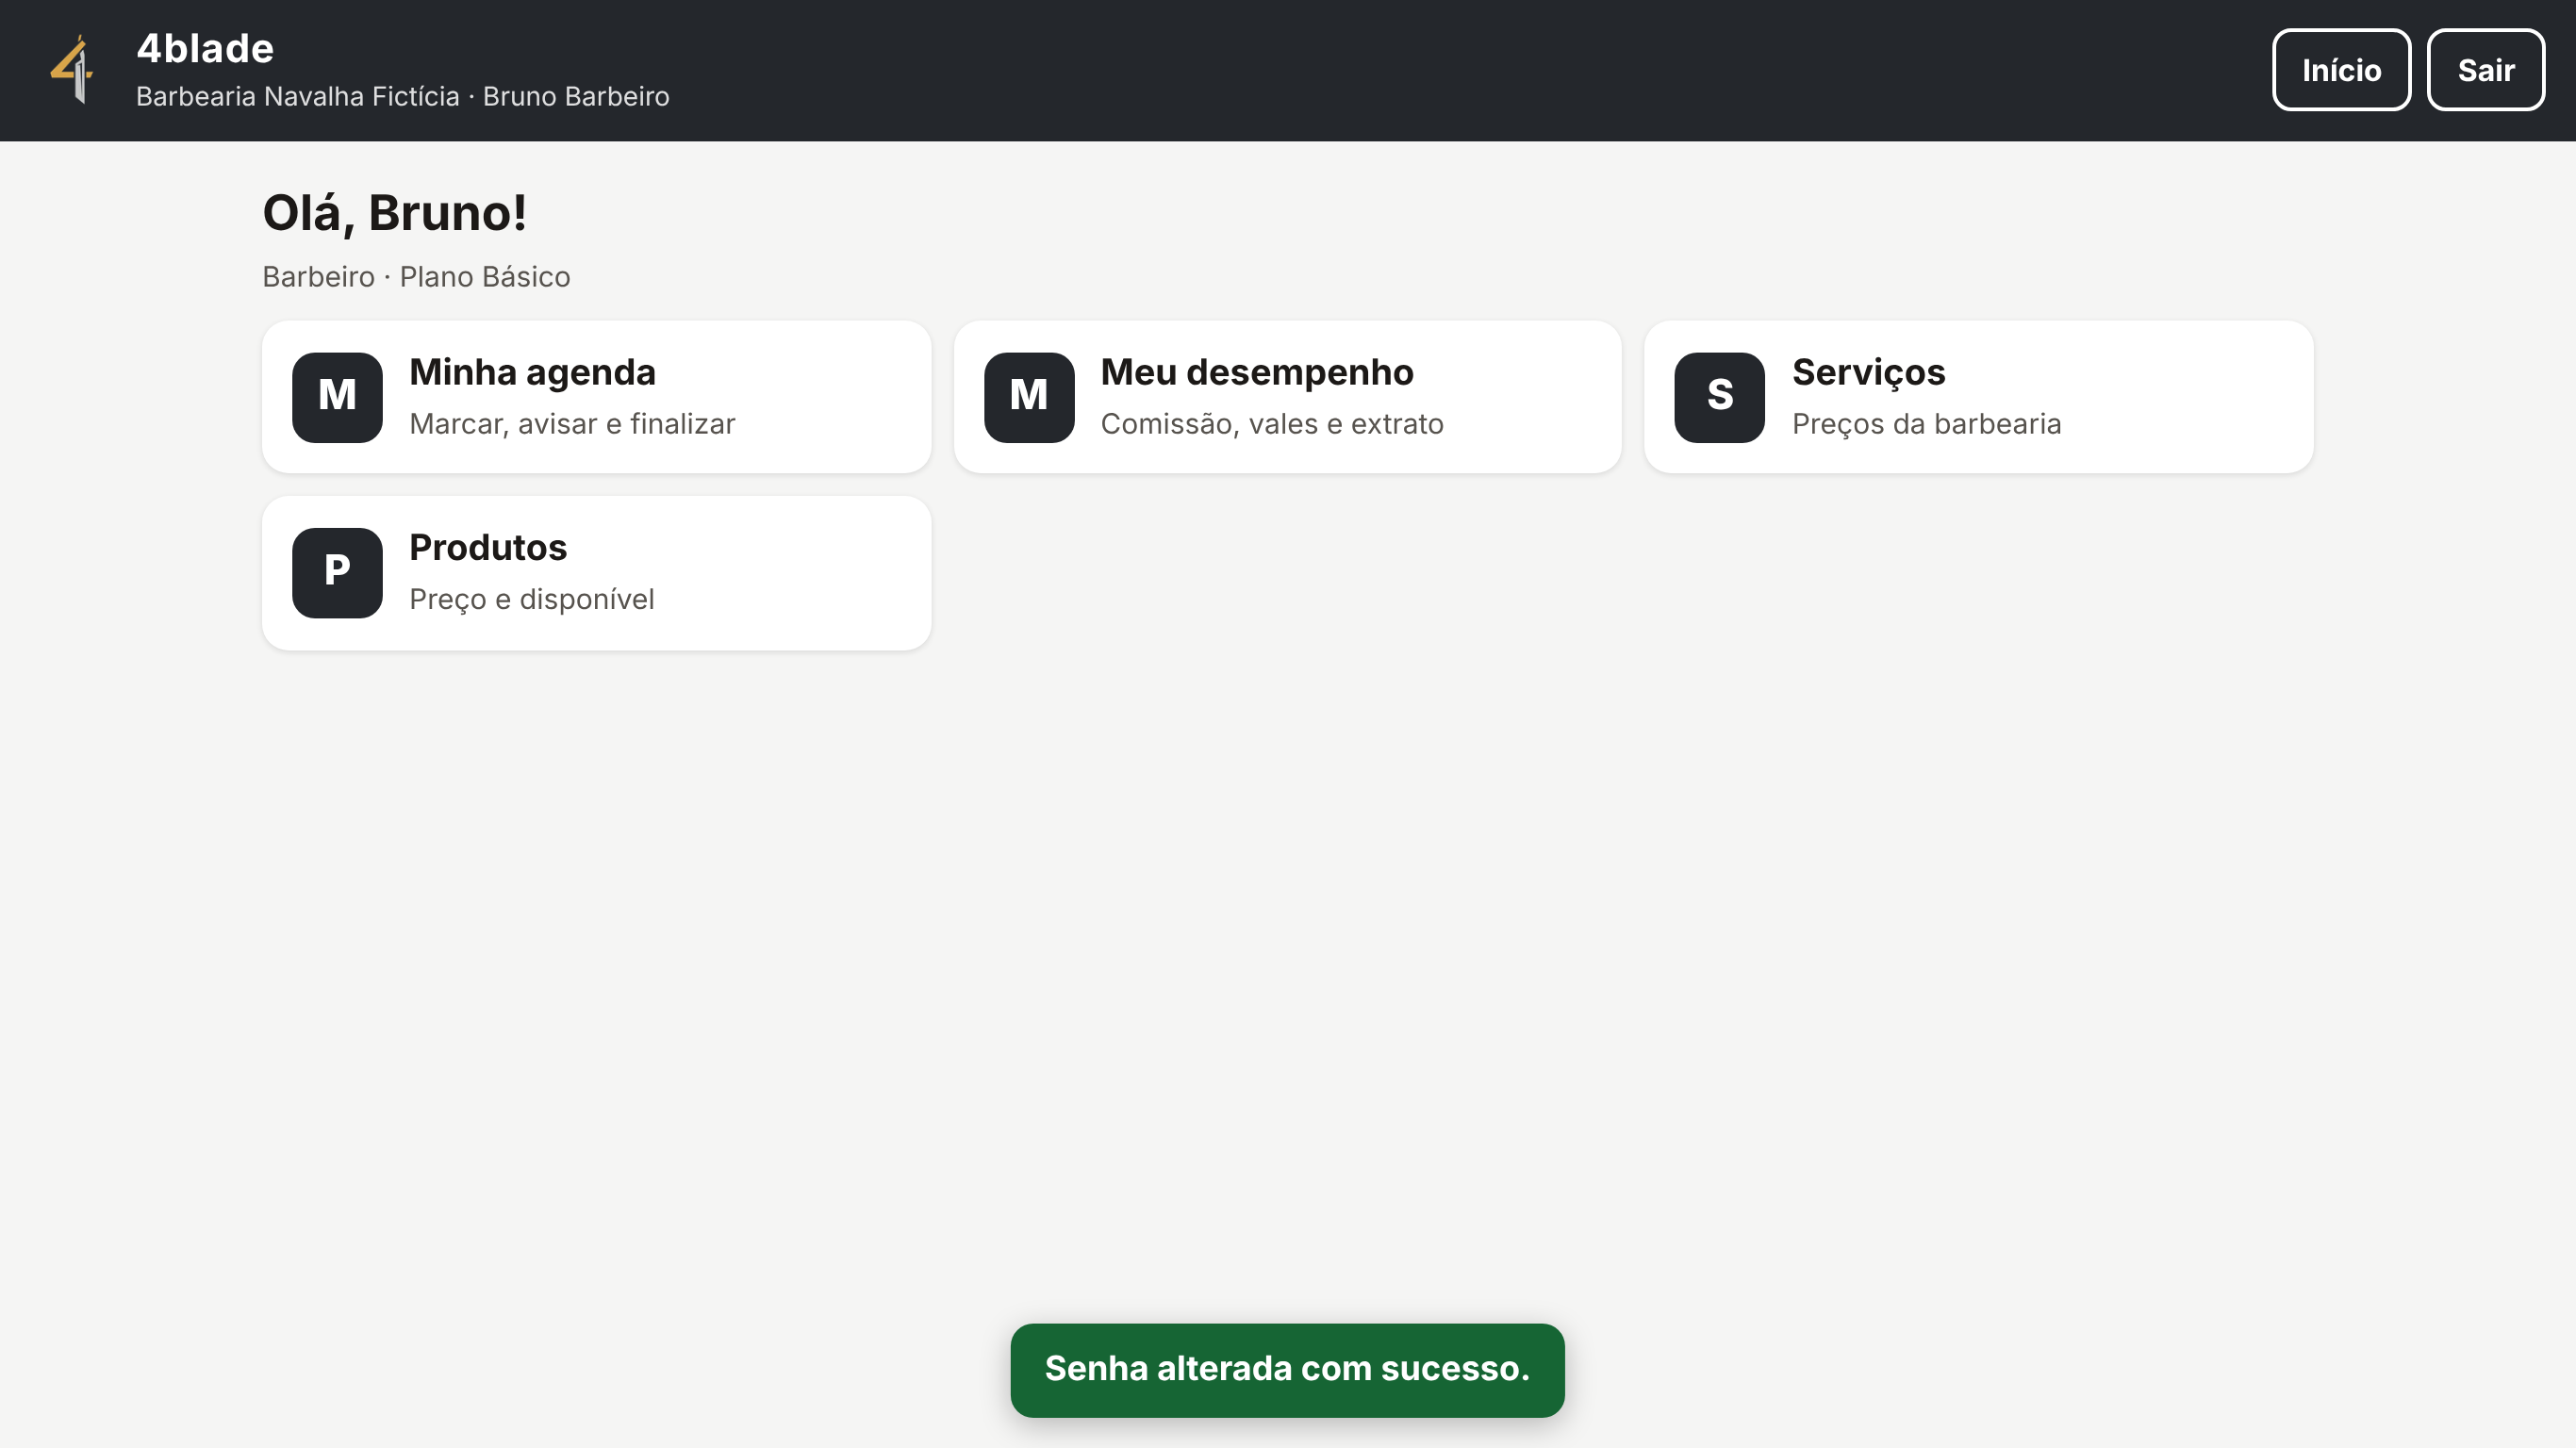 4
4blade
Barbearia Navalha Fictícia · Bruno Barbeiro
Início
Sair
Olá, Bruno!
Barbeiro · Plano Básico
M
Minha agenda
Marcar, avisar e finalizar
M
Meu desempenho
Comissão, vales e extrato
S
Serviços
Preços da barbearia
P
Produtos
Preço e disponível
Senha alterada com sucesso.